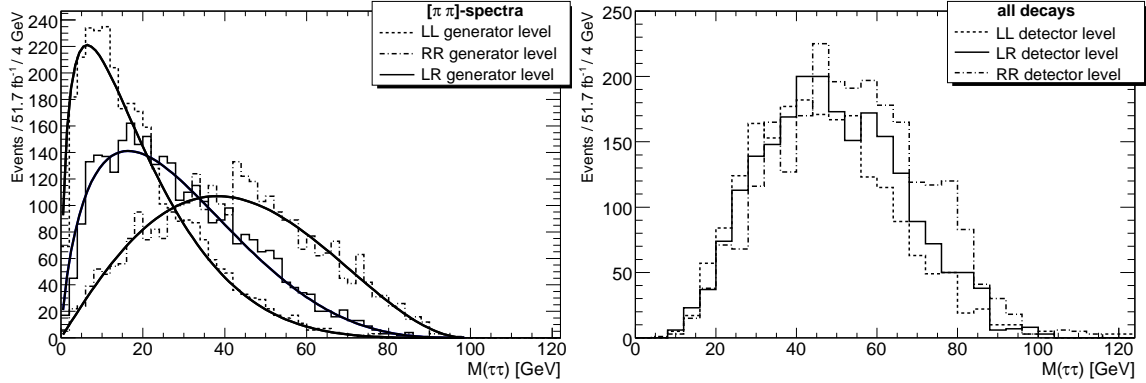 [π π]-spectra
LL generator level
RR generator level
LR generator level
Events / 51.7 fb⁻¹ / 4 GeV
220
200
180
160
140
120
100
80
60
40
20
0
0 20 40 60 80 100 120
M(ττ) [GeV]
all decays
LL detector level
LR detector level
RR detector level
Events / 51.7 fb⁻¹ / 4 GeV
250
200
150
100
50
0
0 20 40 60 80 100 120
M(ττ) [GeV]